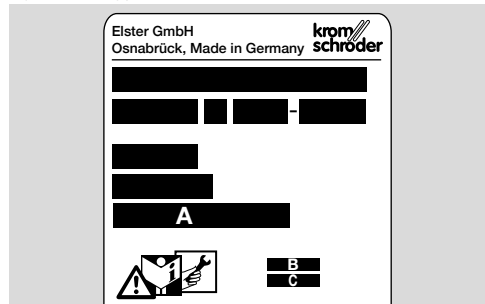 Elster GmbH
Osnabrück, Made in Germany
krom//
schroder
-
A
B
C